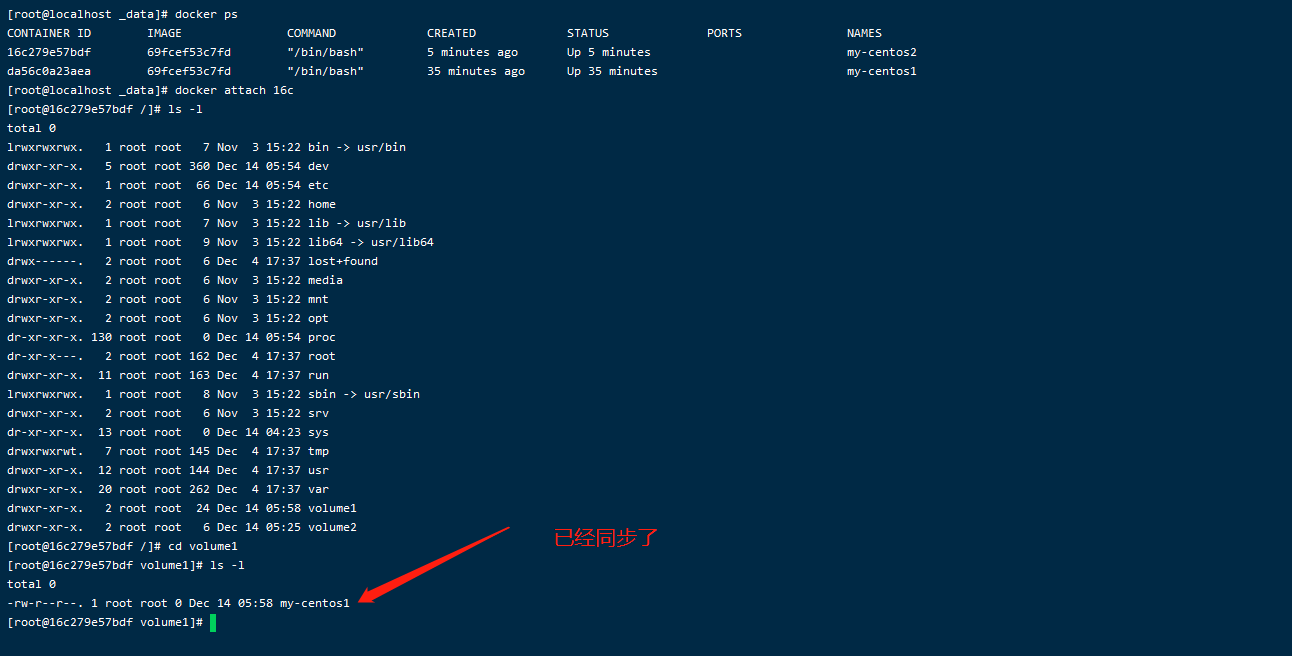 [root@localhost _data]# docker ps
CONTAINER ID        IMAGE               COMMAND             CREATED             STATUS              PORTS               NAMES
16c279e57bdf        69fcef53c7fd        "/bin/bash"         5 minutes ago       Up 5 minutes                            my-centos2
da56c0a23aea        69fcef53c7fd        "/bin/bash"         35 minutes ago      Up 35 minutes                           my-centos1
[root@localhost _data]# docker attach 16c
[root@16c279e57bdf /]# ls -l
total 0
lrwxrwxrwx.   1 root root   7 Nov  3 15:22 bin -> usr/bin
drwxr-xr-x.   5 root root 360 Dec 14 05:54 dev
drwxr-xr-x.   1 root root  66 Dec 14 05:54 etc
drwxr-xr-x.   2 root root   6 Nov  3 15:22 home
lrwxrwxrwx.   1 root root   7 Nov  3 15:22 lib -> usr/lib
lrwxrwxrwx.   1 root root   9 Nov  3 15:22 lib64 -> usr/lib64
drwx------.   2 root root   6 Dec  4 17:37 lost+found
drwxr-xr-x.   2 root root   6 Nov  3 15:22 media
drwxr-xr-x.   2 root root   6 Nov  3 15:22 mnt
drwxr-xr-x.   2 root root   6 Nov  3 15:22 opt
dr-xr-xr-x. 130 root root   0 Dec 14 05:54 proc
dr-xr-x---.   2 root root 162 Dec  4 17:37 root
drwxr-xr-x.  11 root root 163 Dec  4 17:37 run
lrwxrwxrwx.   1 root root   8 Nov  3 15:22 sbin -> usr/sbin
drwxr-xr-x.   2 root root   6 Nov  3 15:22 srv
dr-xr-xr-x.  13 root root   0 Dec 14 04:23 sys
drwxrwxrwt.   7 root root 145 Dec  4 17:37 tmp
drwxr-xr-x.  12 root root 144 Dec  4 17:37 usr
drwxr-xr-x.  20 root root 262 Dec  4 17:37 var
drwxr-xr-x.   2 root root  24 Dec 14 05:58 volume1
drwxr-xr-x.   2 root root   6 Dec 14 05:25 volume2
已经同步了
[root@16c279e57bdf /]# cd volume1
[root@16c279e57bdf volume1]# ls -l
total 0
-rw-r--r--. 1 root root 0 Dec 14 05:58 my-centos1
[root@16c279e57bdf volume1]#